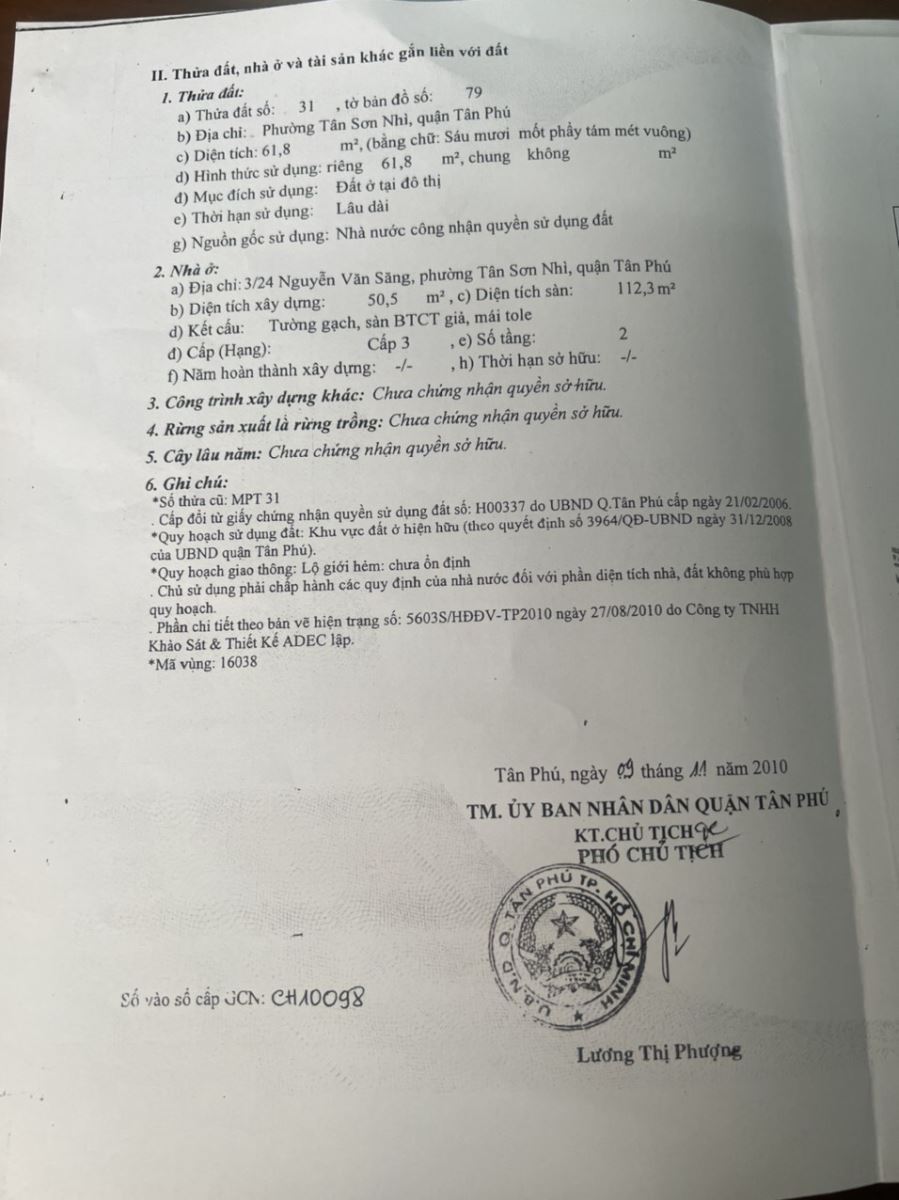 II. Thửa đất, nhà ở và tài sản khác gắn liền với đất
1. Thửa đất:
a) Thửa đất số: 31 , tờ bản đồ số: 79
b) Địa chỉ: Phường Tân Sơn Nhì, quận Tân Phú
c) Diện tích: 61,8 m², (bằng chữ: Sáu mươi mốt phẩy tám mét vuông)
d) Hình thức sử dụng: riêng 61,8 m², chung không m²
đ) Mục đích sử dụng: Đất ở tại đô thị
e) Thời hạn sử dụng: Lâu dài
g) Nguồn gốc sử dụng: Nhà nước công nhận quyền sử dụng đất
2. Nhà ở:
a) Địa chỉ: 3/24 Nguyễn Văn Săng, phường Tân Sơn Nhì, quận Tân Phú
b) Diện tích xây dựng: 50,5 m² , c) Diện tích sàn: 112,3 m²
d) Kết cấu: Tường gạch, sàn BTCT giả, mái tole
đ) Cấp (Hạng): Cấp 3 , e) Số tầng: 2
f) Năm hoàn thành xây dựng: -/- , h) Thời hạn sở hữu: -/-
3. Công trình xây dựng khác: Chưa chứng nhận quyền sở hữu.
4. Rừng sản xuất là rừng trồng: Chưa chứng nhận quyền sở hữu.
5. Cây lâu năm: Chưa chứng nhận quyền sở hữu.
6. Ghi chú:
*Số thửa cũ: MPT 31
. Cấp đổi từ giấy chứng nhận quyền sử dụng đất số: H00337 do UBND Q.Tân Phú cấp ngày 21/02/2006.
*Quy hoạch sử dụng đất: Khu vực đất ở hiện hữu (theo quyết định số 3964/QĐ-UBND ngày 31/12/2008
của UBND quận Tân Phú).
*Quy hoạch giao thông: Lộ giới hẻm: chưa ổn định
. Chủ sử dụng phải chấp hành các quy định của nhà nước đối với phần diện tích nhà, đất không phù hợp
quy hoạch.
. Phần chi tiết theo bản vẽ hiện trạng số: 5603S/HĐĐV-TP2010 ngày 27/08/2010 do Công ty TNHH
Khảo Sát & Thiết Kế ADEC lập.
*Mã vùng: 16038
Tân Phú, ngày 09 tháng 11 năm 2010
TM. ỦY BAN NHÂN DÂN QUẬN TÂN PHÚ
KT.CHỦ TỊCH
PHÓ CHỦ TỊCH
U.B.N.D Q. TÂN PHÚ TP. HỒ CHÍ MINH
Số vào sổ cấp GCN: CH10098
Lương Thị Phượng